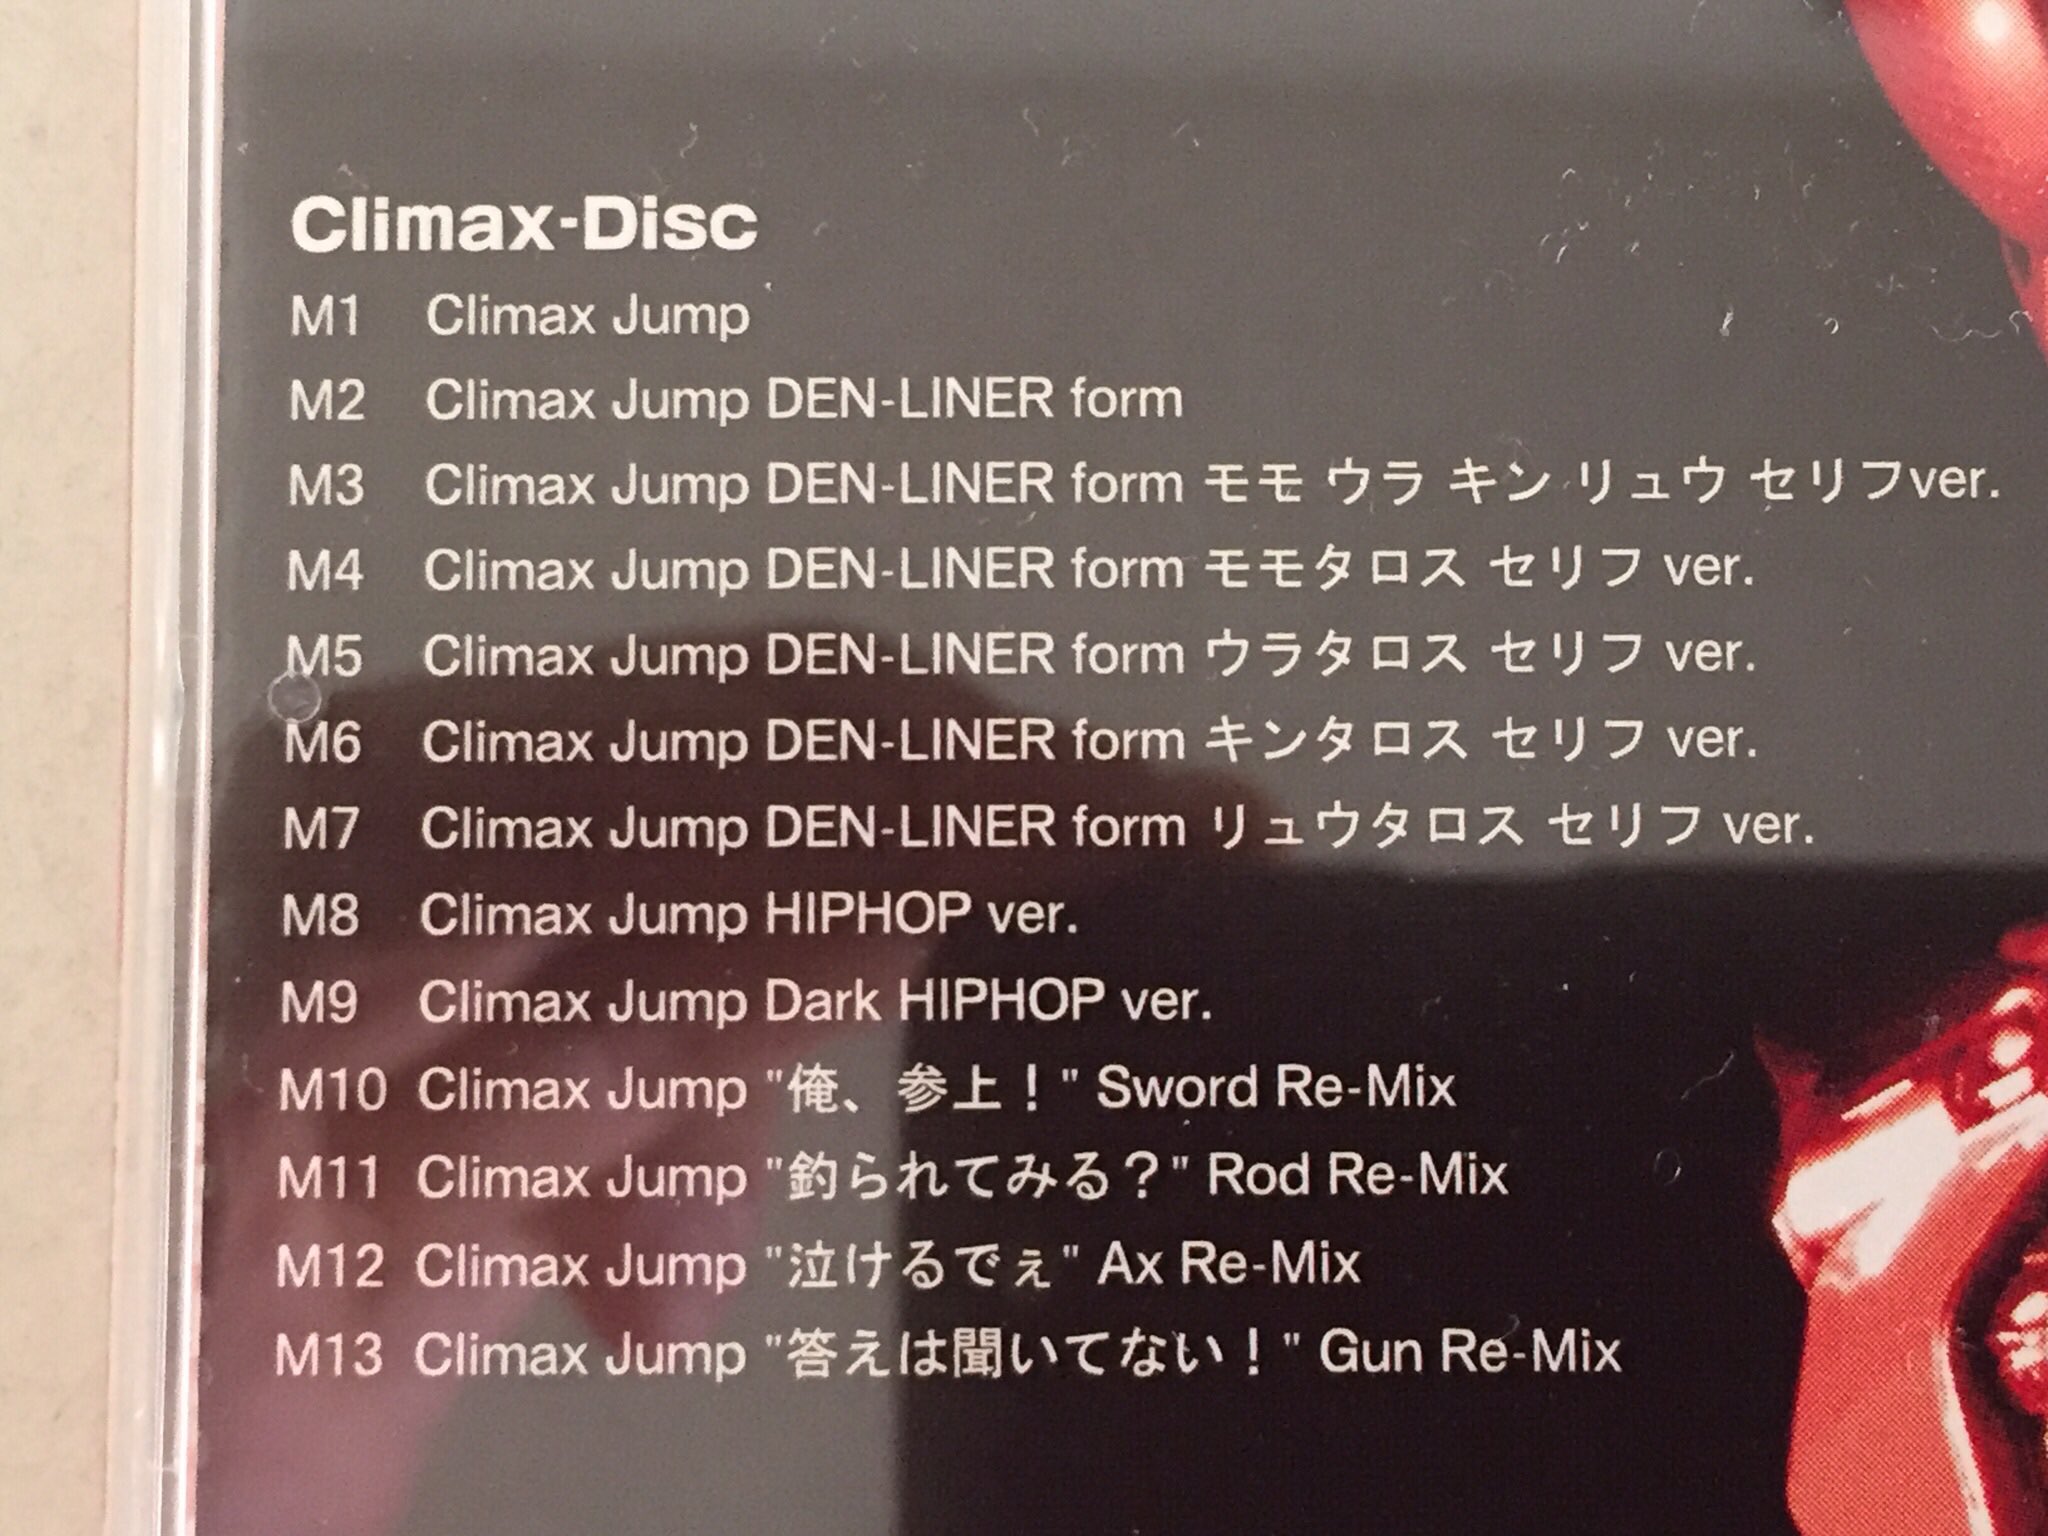 Climax-Disc
M1 Climax Jump
M2 Climax Jump DEN-LINER form
M3 Climax Jump DEN-LINER form モモ ウラ キン リュウ セリフver.
M4 Climax Jump DEN-LINER form モモタロス セリフ ver.
M5 Climax Jump DEN-LINER form ウラタロス セリフ ver.
M6 Climax Jump DEN-LINER form キンタロス セリフ ver.
M7 Climax Jump DEN-LINER form リュウタロス セリフ ver.
M8 Climax Jump HIPHOP ver.
M9 Climax Jump Dark HIPHOP ver.
M10 Climax Jump "俺、参上！" Sword Re-Mix
M11 Climax Jump "釣られてみる？" Rod Re-Mix
M12 Climax Jump "泣けるでぇ" Ax Re-Mix
M13 Climax Jump "答えは聞いてない！" Gun Re-Mix